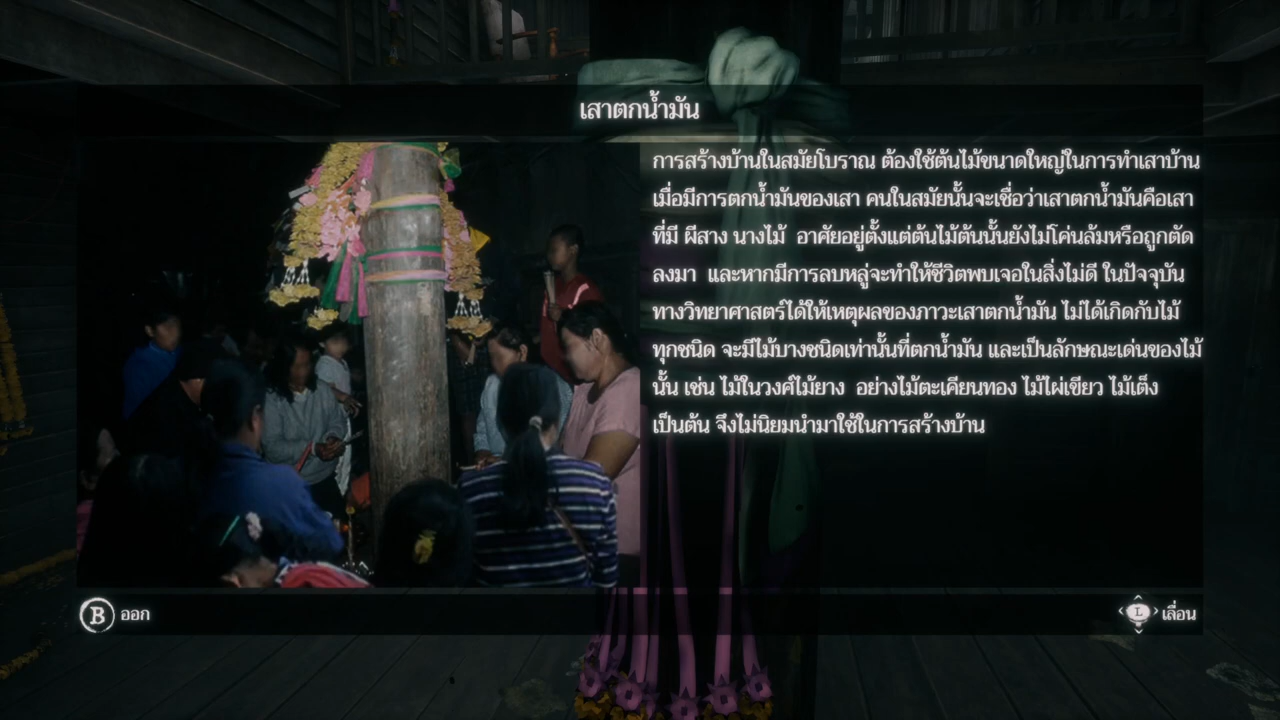 เสาตกน้ำมัน
การสร้างบ้านในสมัยโบราณ ต้องใช้ต้นไม้ขนาดใหญ่ในการทำเสาบ้าน
เมื่อมีการตกน้ำมันของเสา คนในสมัยนั้นจะเชื่อว่าเสาตกน้ำมันคือเสา
ที่มี ผีสาง นางไม้ อาศัยอยู่ตั้งแต่ต้นไม้ต้นนั้นยังไม่โค่นล้มหรือถูกตัด
ลงมา และหากมีการลบหลู่จะทำให้ชีวิตพบเจอในสิ่งไม่ดี ในปัจจุบัน
ทางวิทยาศาสตร์ได้ให้เหตุผลของภาวะเสาตกน้ำมัน ไม่ได้เกิดกับไม้
ทุกชนิด จะมีไม้บางชนิดเท่านั้นที่ตกน้ำมัน และเป็นลักษณะเด่นของไม้
นั้น เช่น ไม้ในวงศ์ไม้ยาง อย่างไม้ตะเคียนทอง ไม้ไผ่เขียว ไม้เต็ง
เป็นต้น จึงไม่นิยมนำมาใช้ในการสร้างบ้าน
B ออก
L เลื่อน